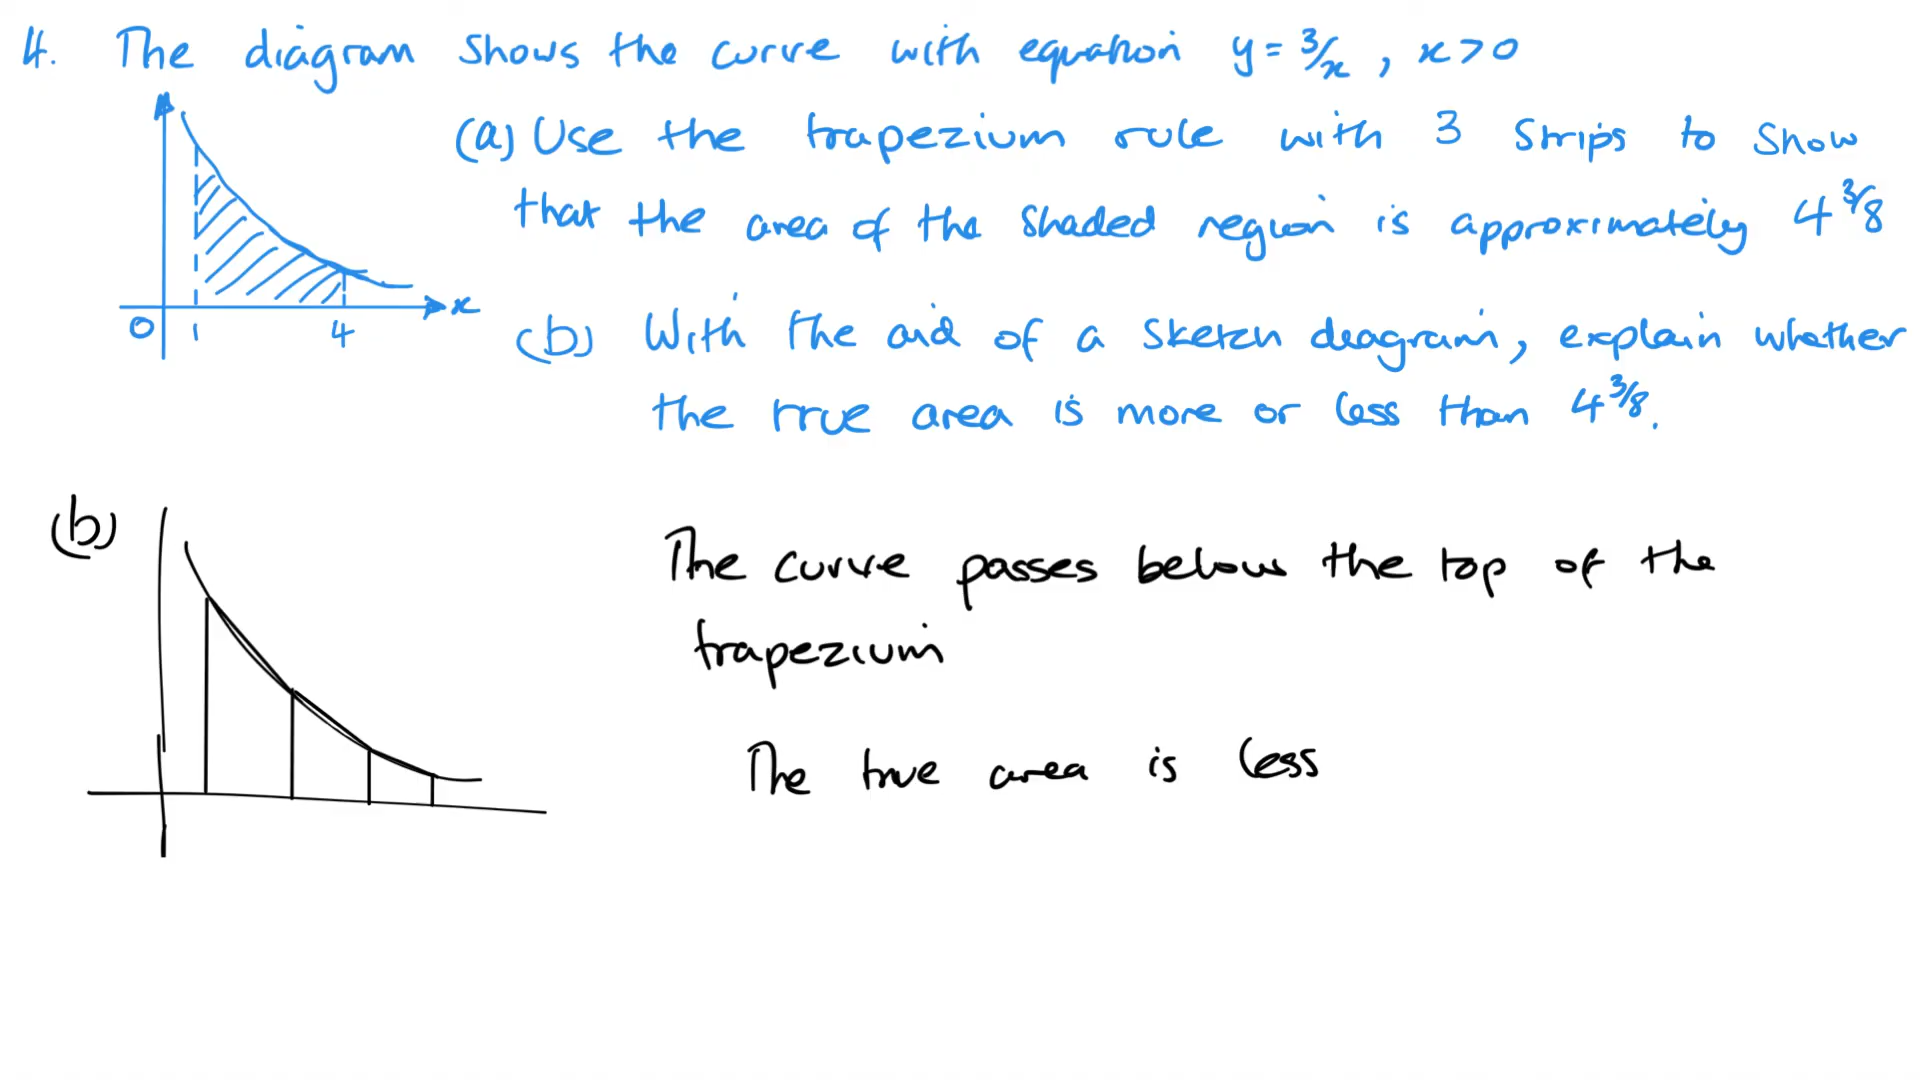 4. The diagram shows the curve with equation y = 3/x , x > 0
(a) Use the trapezium rule with 3 strips to show
that the area of the shaded region is approximately 4 3/8
x
0 1 4
(b) With the aid of a sketch diagram, explain whether
the true area is more or less than 4 3/8.
(b)
The curve passes below the top of the
trapezium
The true area is less